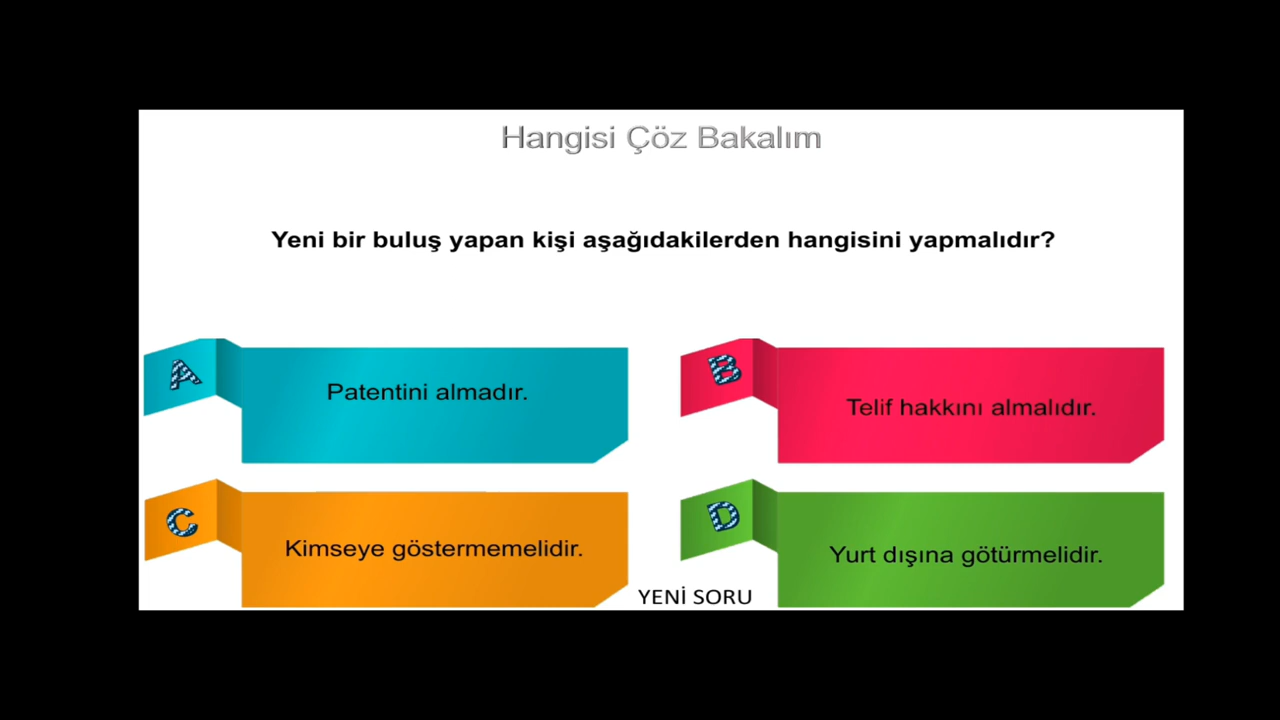 Hangisi Çöz Bakalım
Yeni bir buluş yapan kişi aşağıdakilerden hangisini yapmalıdır?
A
Patentini almadır.
B
Telif hakkını almalıdır.
C
Kimseye göstermemelidir.
D
Yurt dışına götürmelidir.
YENİ SORU